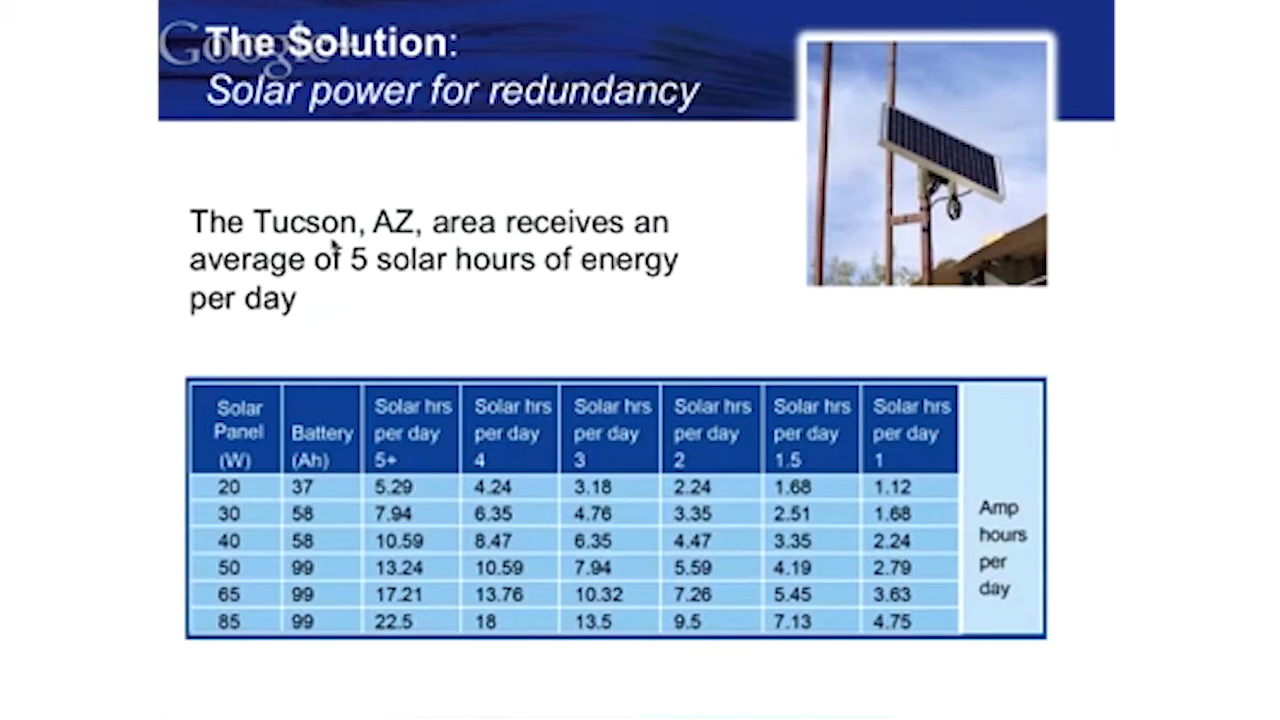 Google
The Solution:
Solar power for redundancy
The Tucson, AZ, area receives an
average of 5 solar hours of energy
per day
Solar Panel (W) Battery (Ah) Solar hrs per day 5+ Solar hrs per day 4 Solar hrs per day 3 Solar hrs per day 2 Solar hrs per day 1.5 Solar hrs per day 1
20 37 5.29 4.24 3.18 2.24 1.68 1.12
30 58 7.94 6.35 4.76 3.35 2.51 1.68
40 58 10.59 8.47 6.35 4.47 3.35 2.24
50 99 13.24 10.59 7.94 5.59 4.19 2.79
65 99 17.21 13.76 10.32 7.26 5.45 3.63
85 99 22.5 18 13.5 9.5 7.13 4.75
Amp
hours
per
day